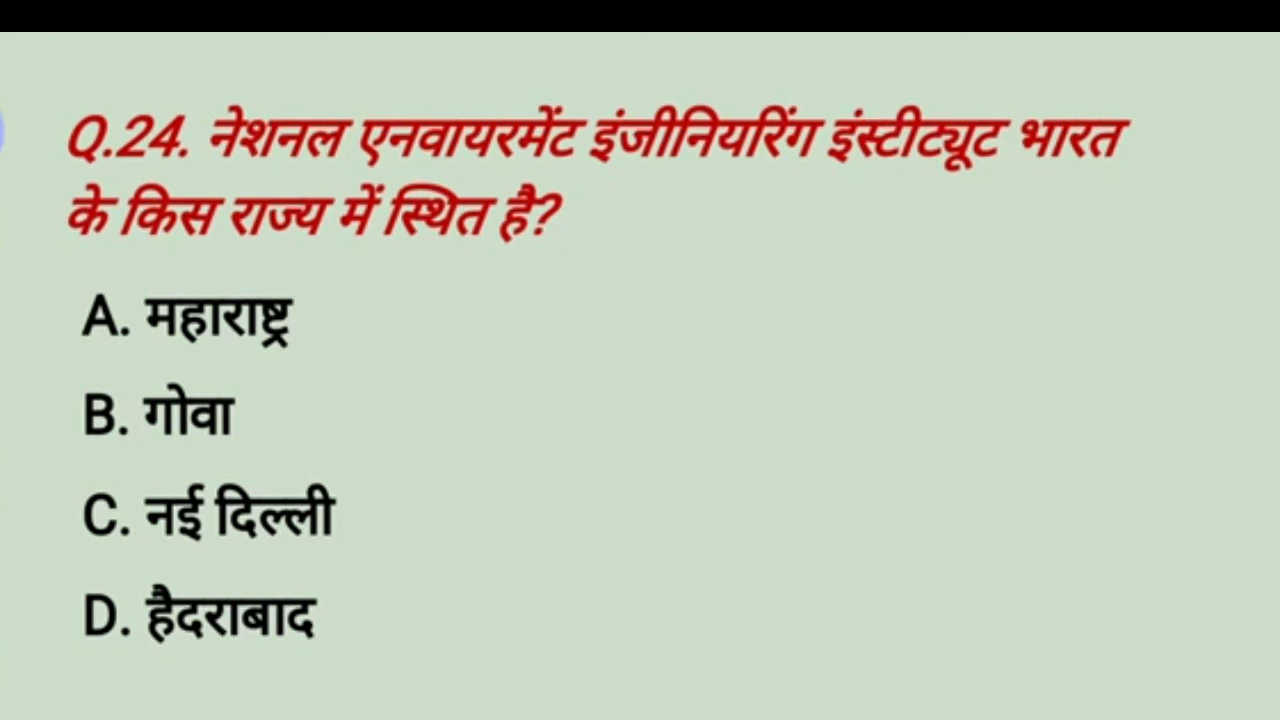 Q.24. नेशनल एनवायरमेंट इंजीनियरिंग इंस्टीट्यूट भारत
के किस राज्य में स्थित है?
A. महाराष्ट्र
B. गोवा
C. नई दिल्ली
D. हैदराबाद